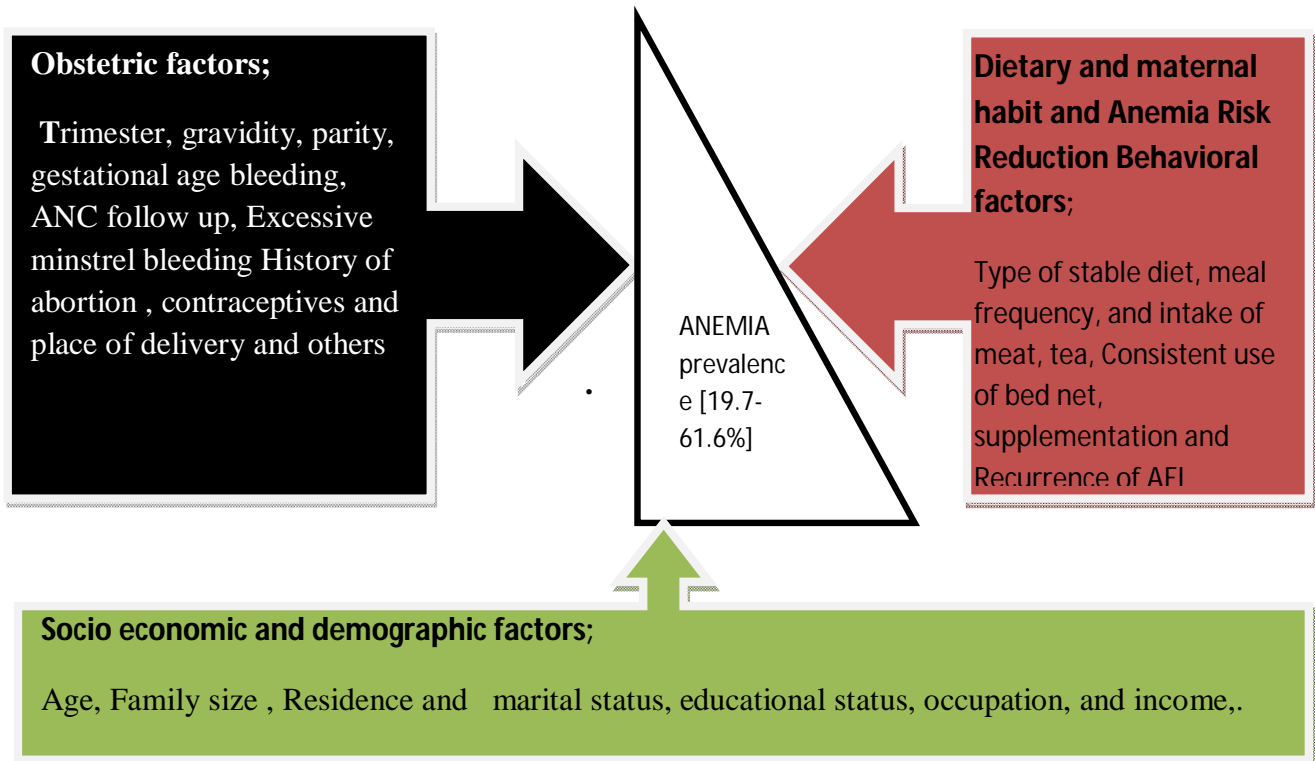 Obstetric factors;
Trimester, gravidity, parity,
gestational age bleeding,
ANC follow up, Excessive
minstrel bleeding History of
abortion , contraceptives and
place of delivery and others
.
ANEMIA
prevalenc
e [19.7-
61.6%]
Dietary and maternal
habit and Anemia Risk
Reduction Behavioral
factors;
Type of stable diet, meal
frequency, and intake of
meat, tea, Consistent use
of bed net,
supplementation and
Recurrence of AFI
Socio economic and demographic factors;
Age, Family size , Residence and marital status, educational status, occupation, and income,.